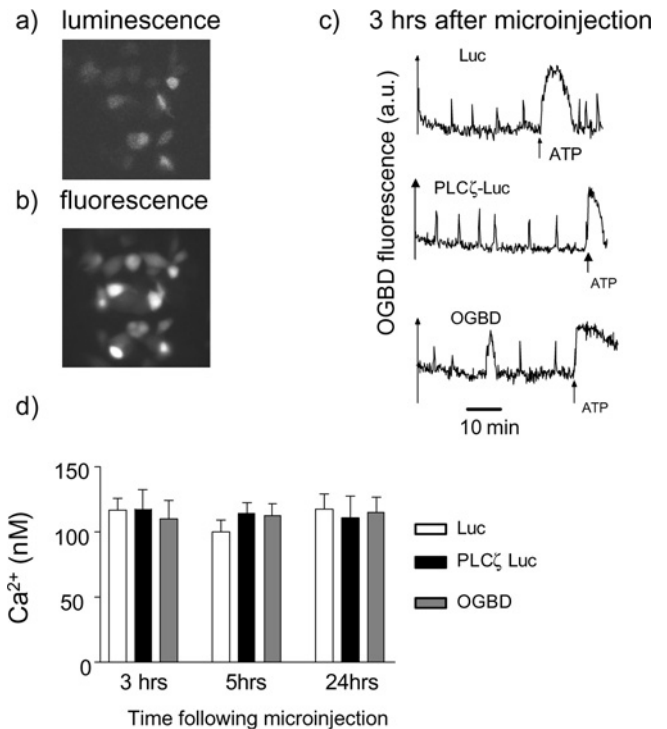 a) luminescence
b) fluorescence
c) 3 hrs after microinjection
OGBD fluorescence (a.u.)
Luc
ATP
PLCζ-Luc
ATP
OGBD
ATP
10 min
d)
Ca²⁺ (nM)
150
100
50
0
3 hrs 5hrs 24hrs
Time following microinjection
Luc
PLCζ Luc
OGBD